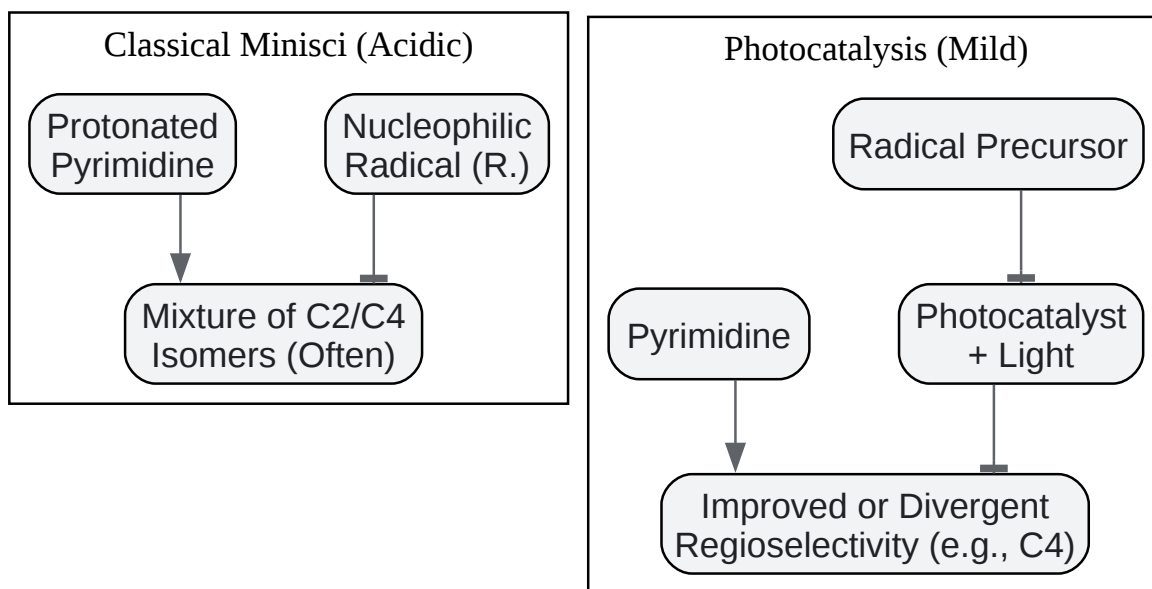 Classical Minisci (Acidic)
Protonated
Pyrimidine
Nucleophilic
Radical (R.)
Mixture of C2/C4
Isomers (Often)
Photocatalysis (Mild)
Radical Precursor
Pyrimidine
Photocatalyst
+ Light
Improved or Divergent
Regioselectivity (e.g., C4)